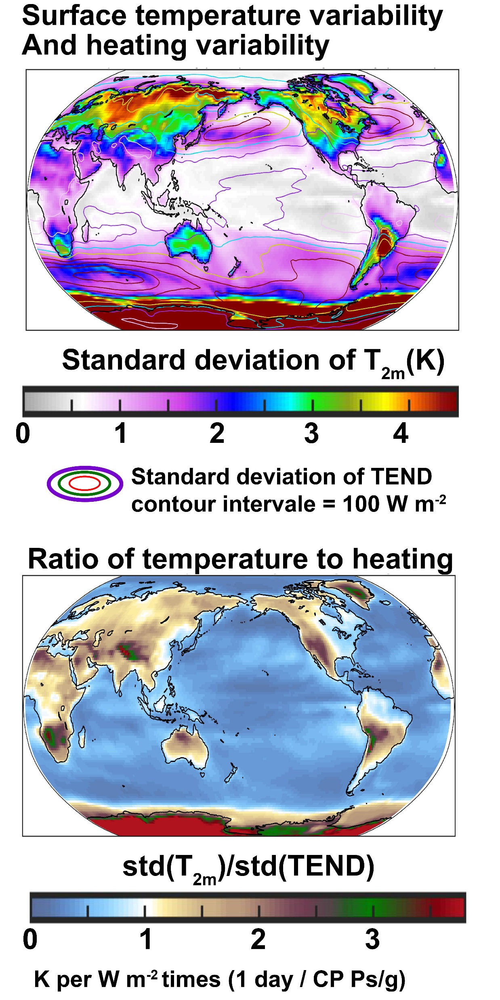 Surface temperature variability
And heating variability
Standard deviation of T2m(K)
0 1 2 3 4
Standard deviation of TEND
contour intervale = 100 W m-2
Ratio of temperature to heating
std(T2m)/std(TEND)
0 1 2 3
K per W m-2 times (1 day / CP Ps/g)